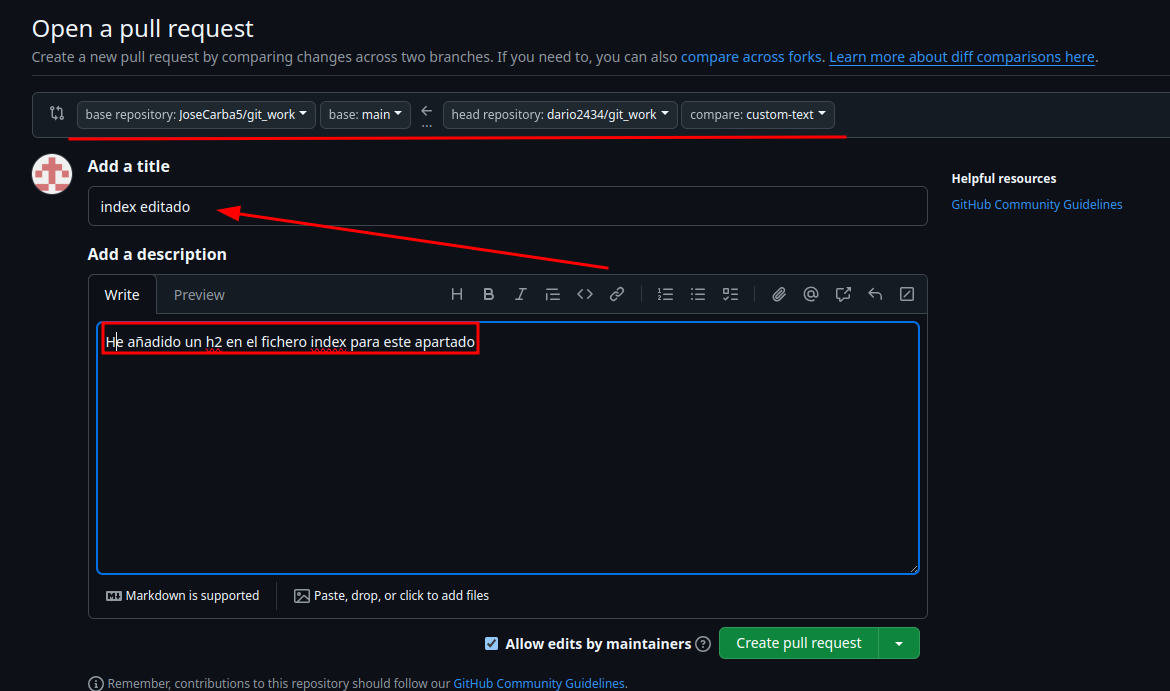 Open a pull request
Create a new pull request by comparing changes across two branches. If you need to, you can also compare across forks. Learn more about diff comparisons here.
base repository: JoseCarba5/git_work base: main ← ... head repository: dario2434/git_work compare: custom-text
Add a title
Helpful resources
index editado
GitHub Community Guidelines
Add a description
Write Preview
He añadido un h2 en el fichero index para este apartado
Markdown is supported Paste, drop, or click to add files
Allow edits by maintainers Create pull request
Remember, contributions to this repository should follow our GitHub Community Guidelines.